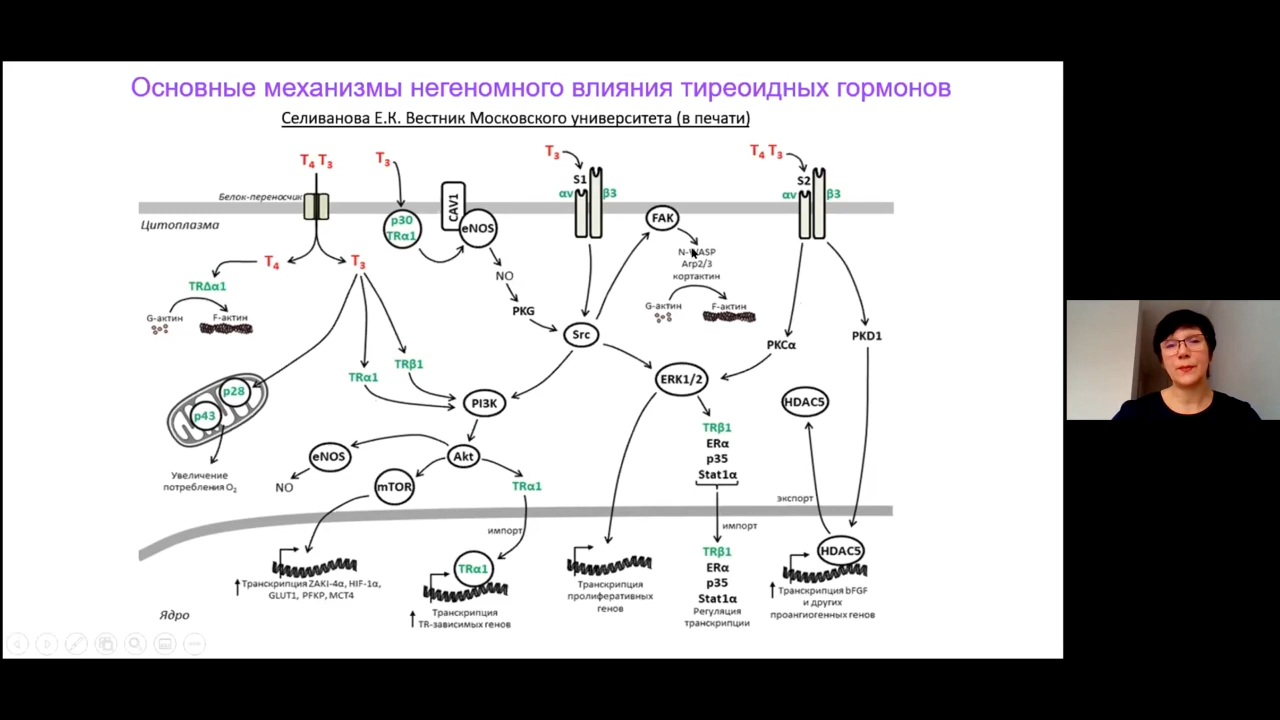 Основные механизмы негеномного влияния тиреоидных гормонов
Селиванова Е.К. Вестник Московского университета (в печати)
T4 T3
T3
T3
T4 T3
Белок-переносчик
CAV1
S1
αv
β3
S2
αv
β3
Цитоплазма
p30
TRα1
eNOS
FAK
N-WASP
Arp2/3
кортактин
T4
T3
NO
TRΔα1
G-актин
F-актин
PKG
G-актин
F-актин
Src
PKCα
PKD1
TRβ1
TRα1
ERK1/2
p28
p43
PI3K
HDAC5
TRβ1
ERα
p35
Stat1α
eNOS
Akt
Увеличение
потребления O2
NO
mTOR
TRα1
экспорт
импорт
импорт
TRα1
TRβ1
ERα
p35
Stat1α
HDAC5
Транскрипция ZAKI-4α, HIF-1α,
GLUT1, PFKP, MCT4
Транскрипция
TR-зависимых генов
Транскрипция
пролиферативных
генов
Регуляция
транскрипции
Транскрипция bFGF
и других
проангиогенных генов
Ядро